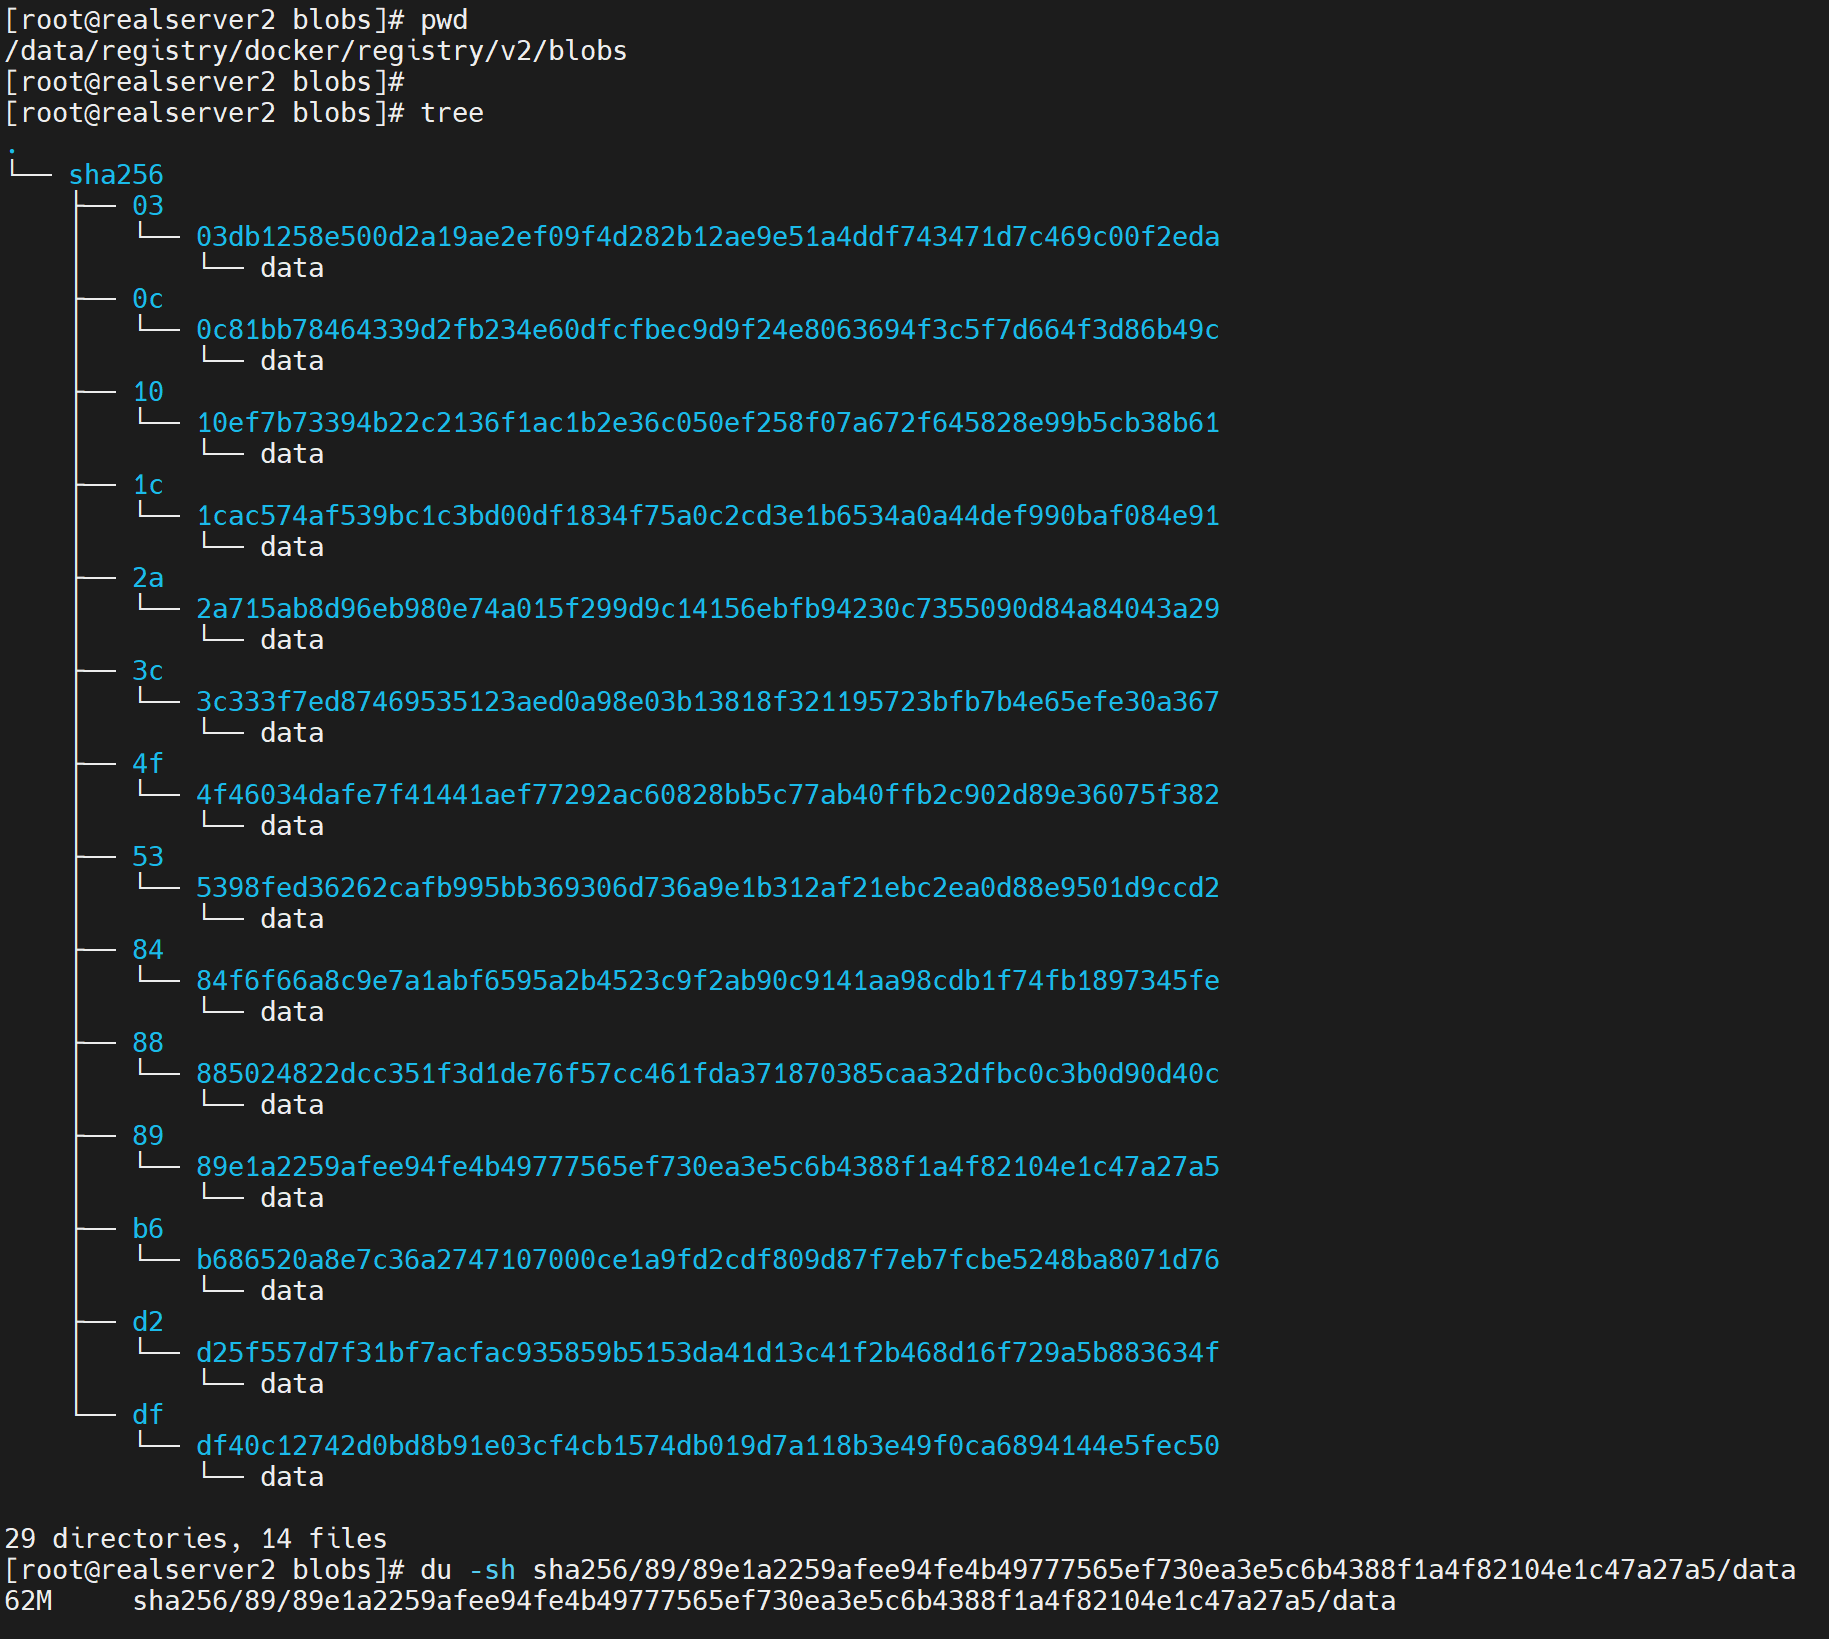 [root@realserver2 blobs]# pwd
/data/registry/docker/registry/v2/blobs
[root@realserver2 blobs]#
[root@realserver2 blobs]# tree
.
└── sha256
    ├── 03
    │   └── 03db1258e500d2a19ae2ef09f4d282b12ae9e51a4ddf743471d7c469c00f2eda
    │       └── data
    ├── 0c
    │   └── 0c81bb78464339d2fb234e60dfcfbec9d9f24e8063694f3c5f7d664f3d86b49c
    │       └── data
    ├── 10
    │   └── 10ef7b73394b22c2136f1ac1b2e36c050ef258f07a672f645828e99b5cb38b61
    │       └── data
    ├── 1c
    │   └── 1cac574af539bc1c3bd00df1834f75a0c2cd3e1b6534a0a44def990baf084e91
    │       └── data
    ├── 2a
    │   └── 2a715ab8d96eb980e74a015f299d9c14156ebfb94230c7355090d84a84043a29
    │       └── data
    ├── 3c
    │   └── 3c333f7ed87469535123aed0a98e03b13818f321195723bfb7b4e65efe30a367
    │       └── data
    ├── 4f
    │   └── 4f46034dafe7f41441aef77292ac60828bb5c77ab40ffb2c902d89e36075f382
    │       └── data
    ├── 53
    │   └── 5398fed36262cafb995bb369306d736a9e1b312af21ebc2ea0d88e9501d9ccd2
    │       └── data
    ├── 84
    │   └── 84f6f66a8c9e7a1abf6595a2b4523c9f2ab90c9141aa98cdb1f74fb1897345fe
    │       └── data
    ├── 88
    │   └── 885024822dcc351f3d1de76f57cc461fda371870385caa32dfbc0c3b0d90d40c
    │       └── data
    ├── 89
    │   └── 89e1a2259afee94fe4b49777565ef730ea3e5c6b4388f1a4f82104e1c47a27a5
    │       └── data
    ├── b6
    │   └── b686520a8e7c36a2747107000ce1a9fd2cdf809d87f7eb7fcbe5248ba8071d76
    │       └── data
    ├── d2
    │   └── d25f557d7f31bf7acfac935859b5153da41d13c41f2b468d16f729a5b883634f
    │       └── data
    └── df
        └── df40c12742d0bd8b91e03cf4cb1574db019d7a118b3e49f0ca6894144e5fec50
            └── data
29 directories, 14 files
[root@realserver2 blobs]# du -sh sha256/89/89e1a2259afee94fe4b49777565ef730ea3e5c6b4388f1a4f82104e1c47a27a5/data
62M     sha256/89/89e1a2259afee94fe4b49777565ef730ea3e5c6b4388f1a4f82104e1c47a27a5/data